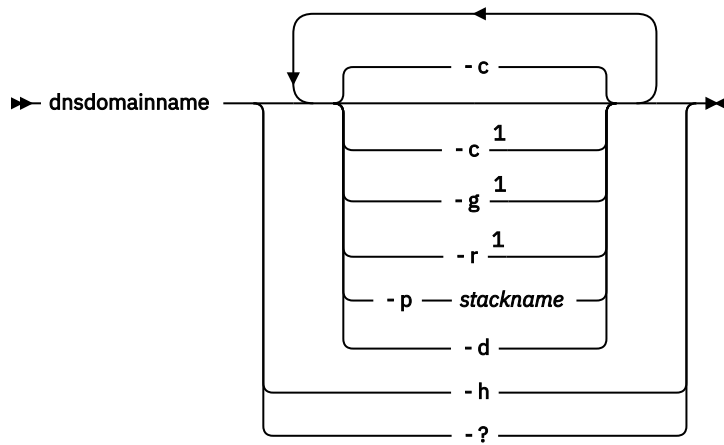 -c
dnsdomainname
-c 1
-g 1
-r 1
-p stackname
-d
-h
-?